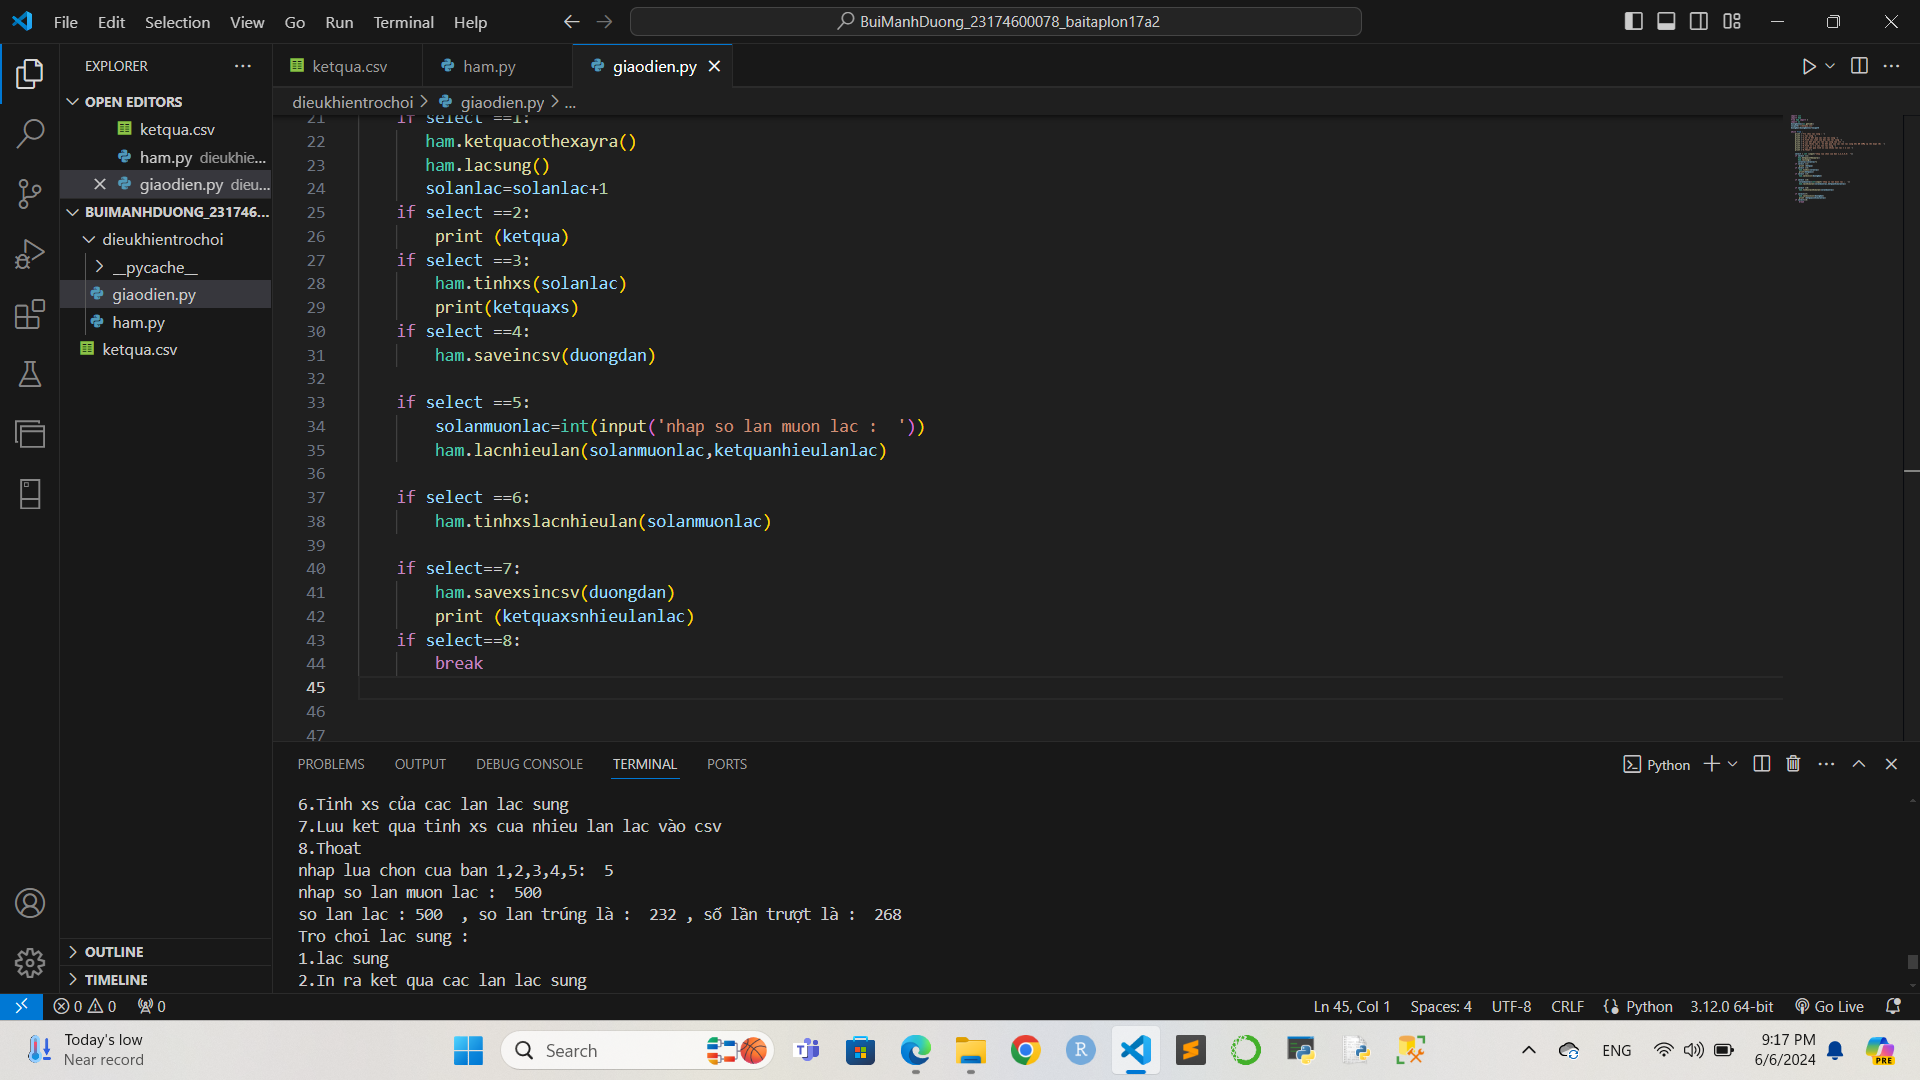 File Edit Selection View Go Run Terminal Help
BuiManhDuong_23174600078_baitaplon17a2
EXPLORER
OPEN EDITORS
ketqua.csv
ham.py dieukhie...
giaodien.py dieu...
BUIMANHDUONG_231746...
dieukhientrochoi
__pycache__
giaodien.py
ham.py
ketqua.csv
OUTLINE
TIMELINE
ketqua.csv ham.py giaodien.py
dieukhientrochoi > giaodien.py > ...
21 if select ==1:
22 ham.ketquacothexayra()
23 ham.lacsung()
24 solanlac=solanlac+1
25 if select ==2:
26 print (ketqua)
27 if select ==3:
28 ham.tinhxs(solanlac)
29 print(ketquaxs)
30 if select ==4:
31 ham.saveincsv(duongdan)
32
33 if select ==5:
34 solanmuonlac=int(input('nhap so lan muon lac :  '))
35 ham.lacnhieulan(solanmuonlac,ketquanhieulanlac)
36
37 if select ==6:
38 ham.tinhxslacnhieulan(solanmuonlac)
39
40 if select==7:
41 ham.savexsincsv(duongdan)
42 print (ketquaxsnhieulanlac)
43 if select==8:
44 break
45
46
47
PROBLEMS OUTPUT DEBUG CONSOLE TERMINAL PORTS
Python
6.Tinh xs của cac lan lac sung
7.Luu ket qua tinh xs cua nhieu lan lac vào csv
8.Thoat
nhap lua chon cua ban 1,2,3,4,5:  5
nhap so lan muon lac :  500
so lan lac : 500  , so lan trúng là :  232 , số lần trượt là :  268
Tro choi lac sung :
1.lac sung
2.In ra ket qua cac lan lac sung
0 0 0 Ln 45, Col 1 Spaces: 4 UTF-8 CRLF Python 3.12.0 64-bit Go Live
Today's low
Near record
Search
ENG
9:17 PM
6/6/2024
PRE